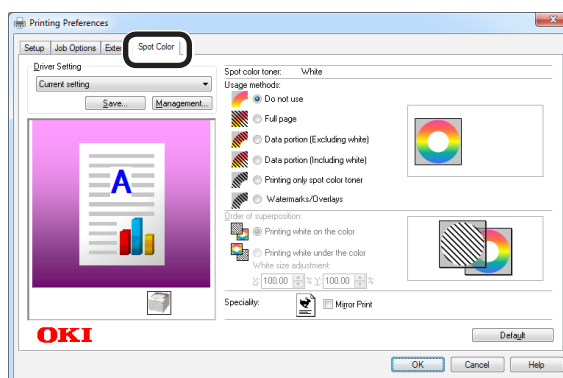 Printing Preferences
Setup Job Options Exter Spot Color
Driver Setting
Current setting
Save... Management...
A
OKI
Spot color toner: White
Usage methods:
Do not use
Full page
Data portion (Excluding white)
Data portion (Including white)
Printing only spot color toner
Watermarks/Overlays
Order of superposition:
Printing white on the color
Printing white under the color
White size adjustment:
X: 100.00 % Y: 100.00 %
Speciality: Mirror Print
Default
OK Cancel Help